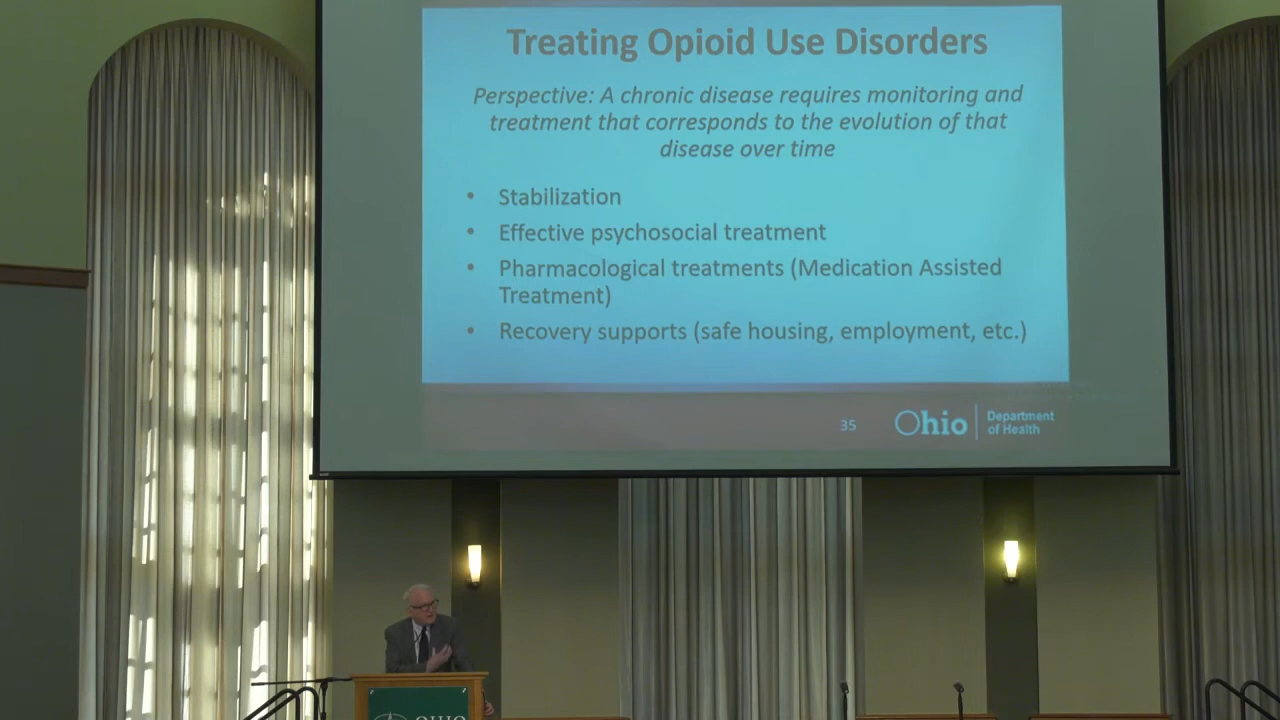 Treating Opioid Use Disorders
Perspective: A chronic disease requires monitoring and
treatment that corresponds to the evolution of that
disease over time
• Stabilization
• Effective psychosocial treatment
• Pharmacological treatments (Medication Assisted
Treatment)
• Recovery supports (safe housing, employment, etc.)
35
Ohio
Department
of Health
OHIO